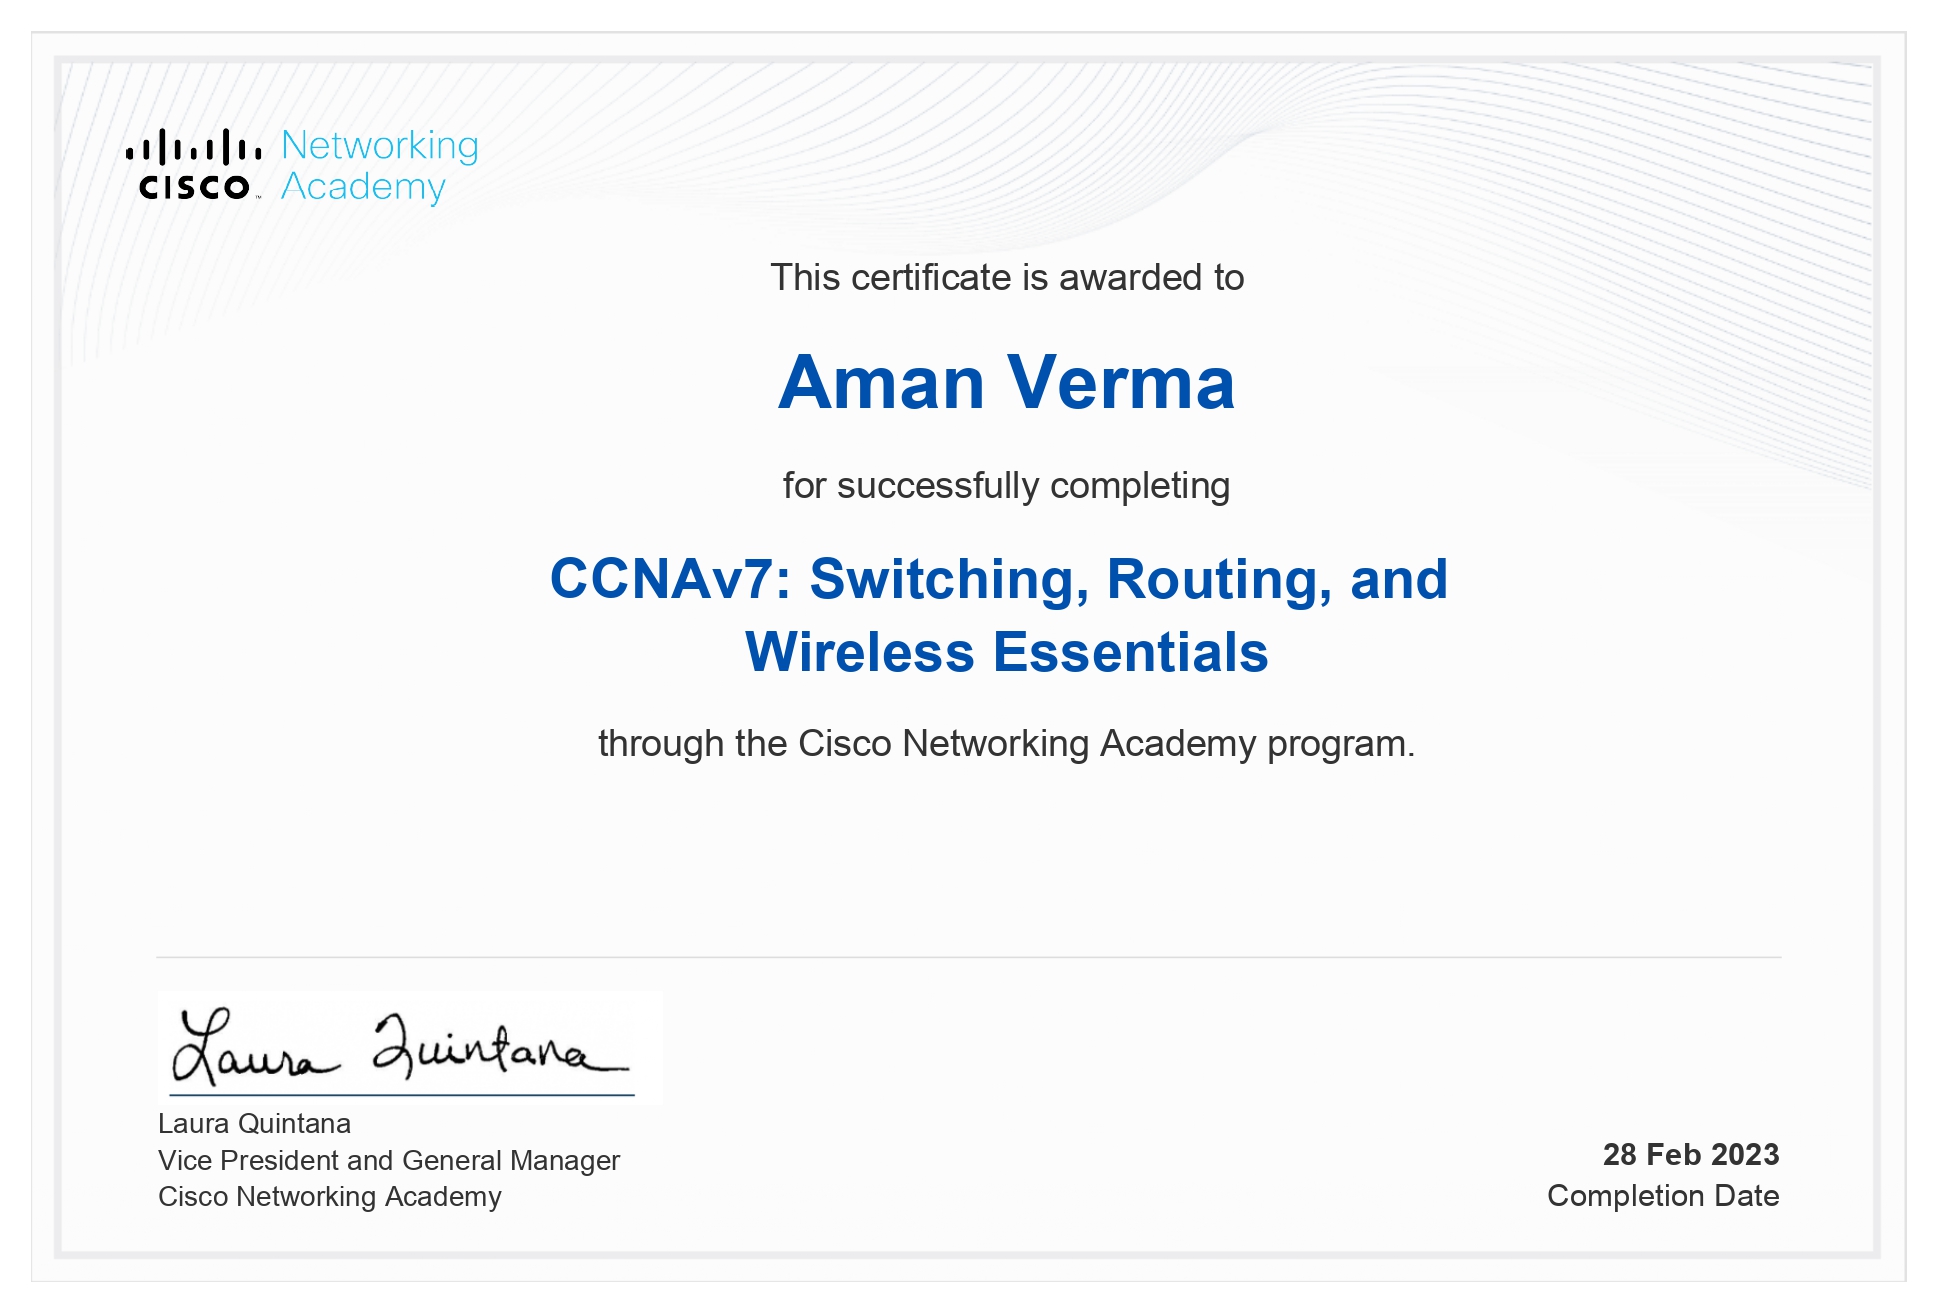 Networking
CISCO™ Academy
This certificate is awarded to
Aman Verma
for successfully completing
CCNAv7: Switching, Routing, and
Wireless Essentials
through the Cisco Networking Academy program.
Laura Quintana
Laura Quintana
Vice President and General Manager
Cisco Networking Academy
28 Feb 2023
Completion Date